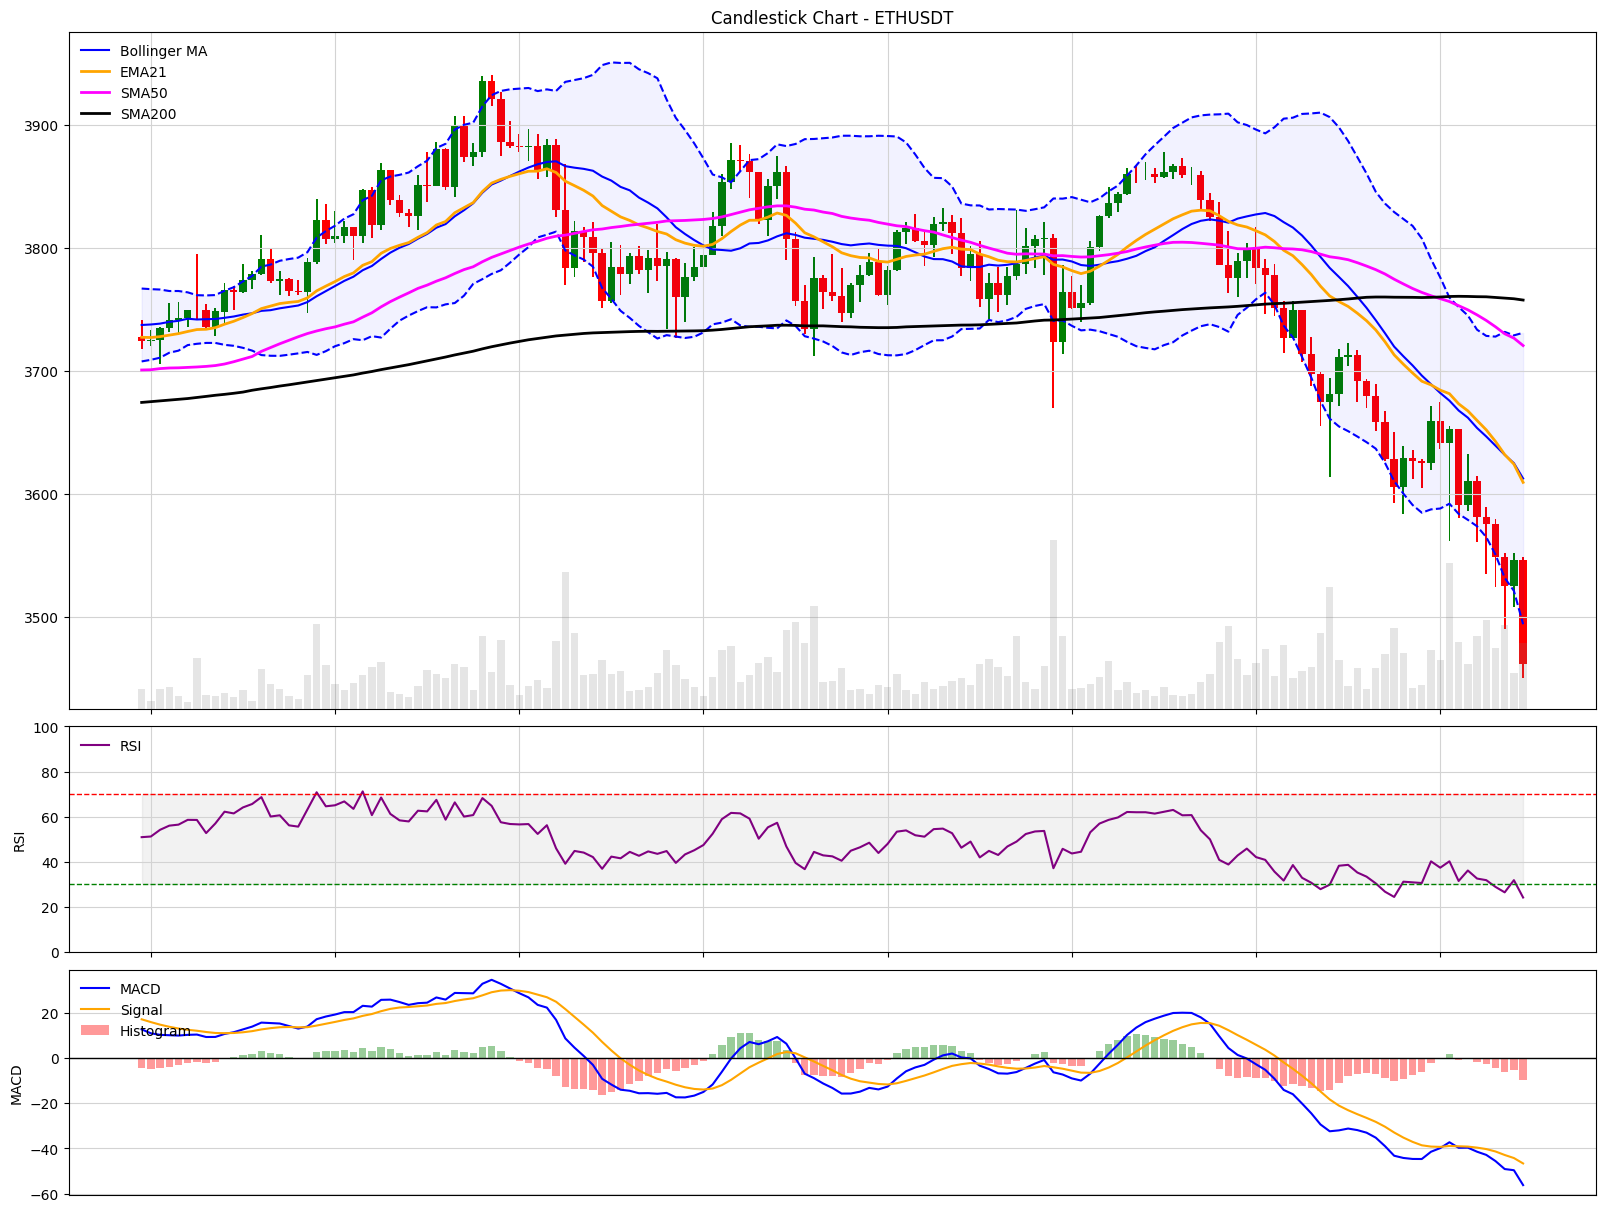 Candlestick Chart - ETHUSDT
Bollinger MA
EMA21
SMA50
SMA200
3900
3800
3700
3600
3500
RSI
100
80
60
40
20
0
RSI
MACD
Signal
Histogram
20
0
−20
−40
−60
MACD